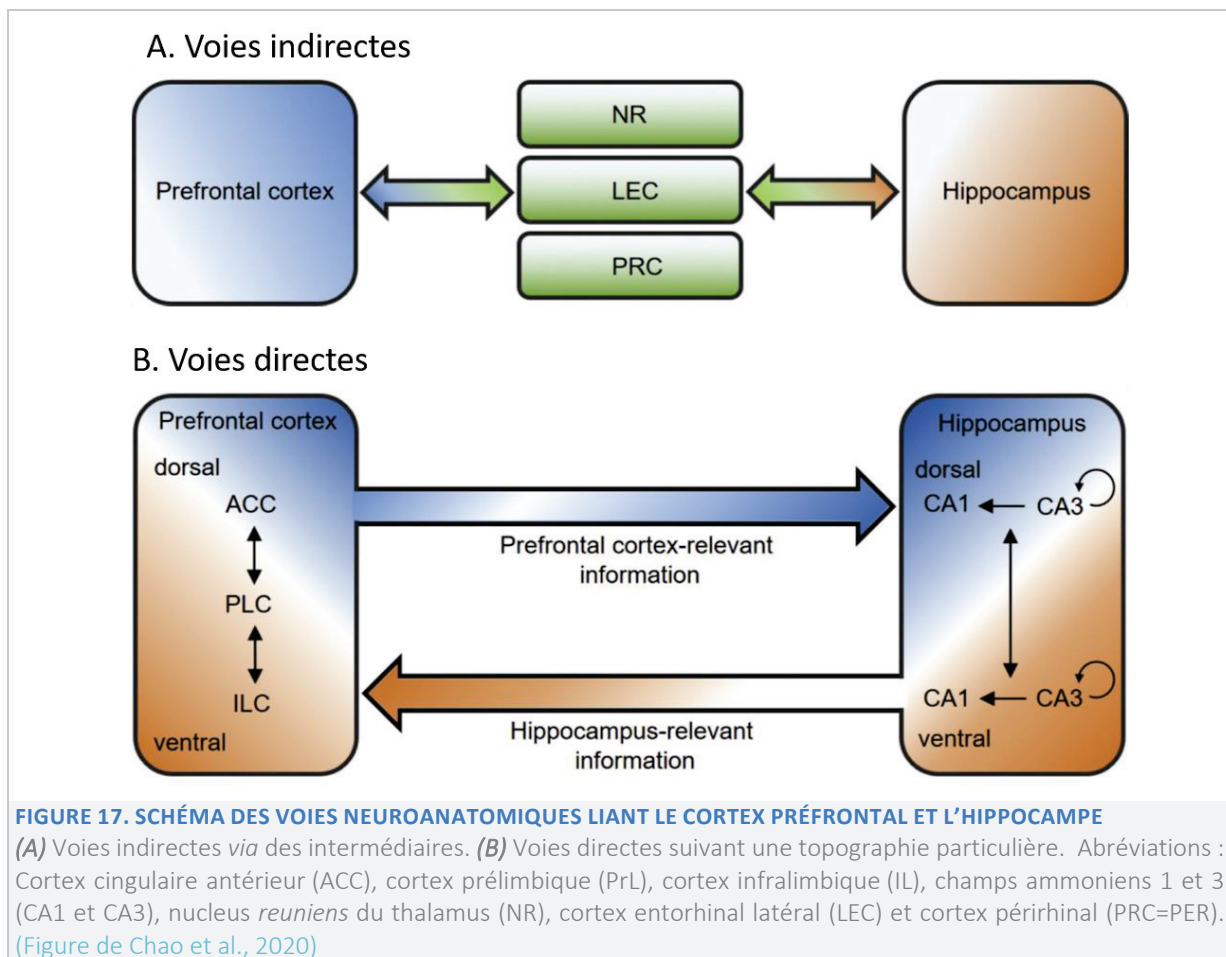 A. Voies indirectes
Prefrontal cortex
NR
LEC
PRC
Hippocampus
B. Voies directes
Prefrontal cortex
dorsal
ACC
PLC
ILC
ventral
Prefrontal cortex-relevant
information
Hippocampus-relevant
information
Hippocampus
dorsal
CA1 CA3
CA1 CA3
ventral
FIGURE 17. SCHÉMA DES VOIES NEUROANATOMIQUES LIANT LE CORTEX PRÉFRONTAL ET L’HIPPOCAMPE
(A) Voies indirectes via des intermédiaires. (B) Voies directes suivant une topographie particulière. Abréviations :
Cortex cingulaire antérieur (ACC), cortex prélimbique (PrL), cortex infralimbique (IL), champs ammoniens 1 et 3
(CA1 et CA3), nucleus reuniens du thalamus (NR), cortex entorhinal latéral (LEC) et cortex périrhinal (PRC=PER).
(Figure de Chao et al., 2020)